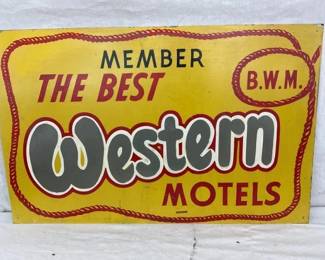 MEMBER
THE BEST
B.W.M.
Western
MOTELS